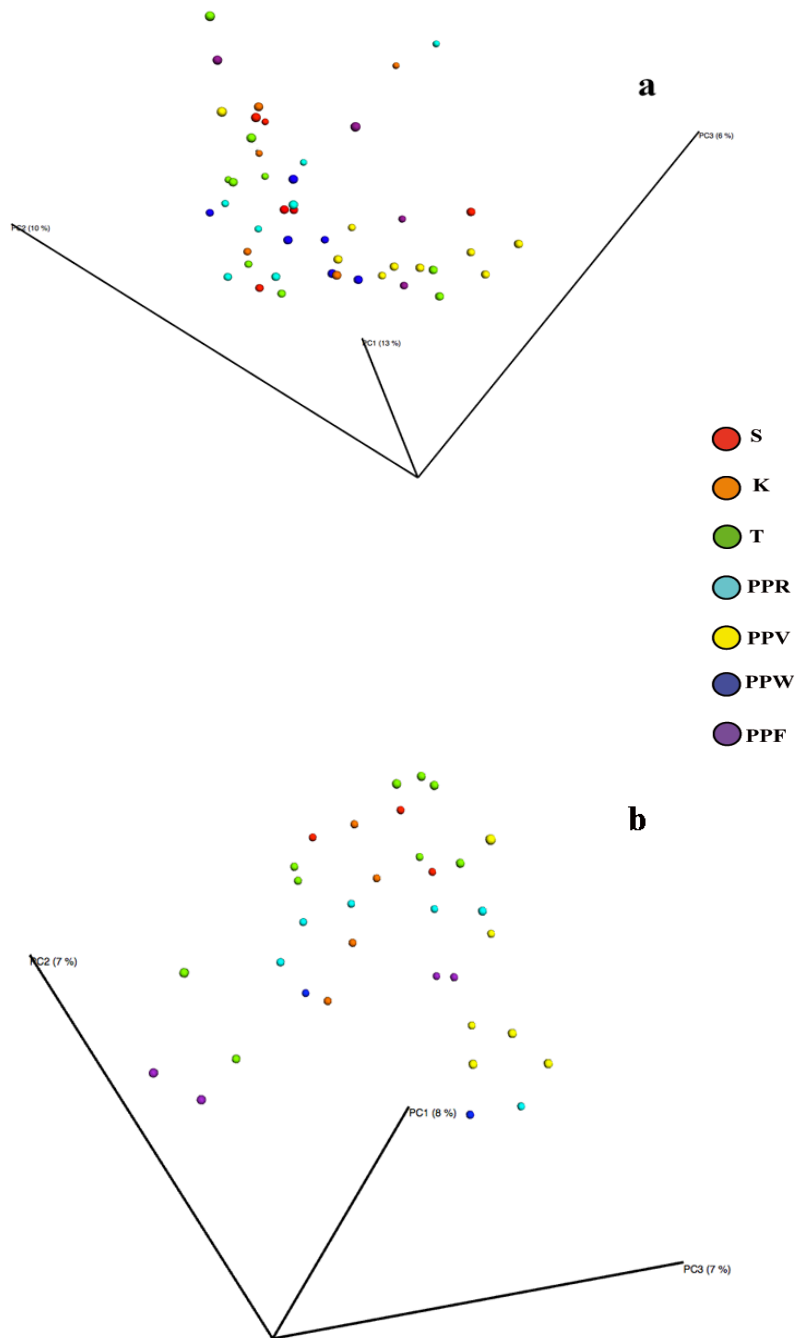 a
PC3 (6 %)
PC2 (10 %)
PC1 (13 %)
S
K
T
PPR
PPV
PPW
PPF
b
PC2 (7 %)
PC1 (8 %)
PC3 (7 %)